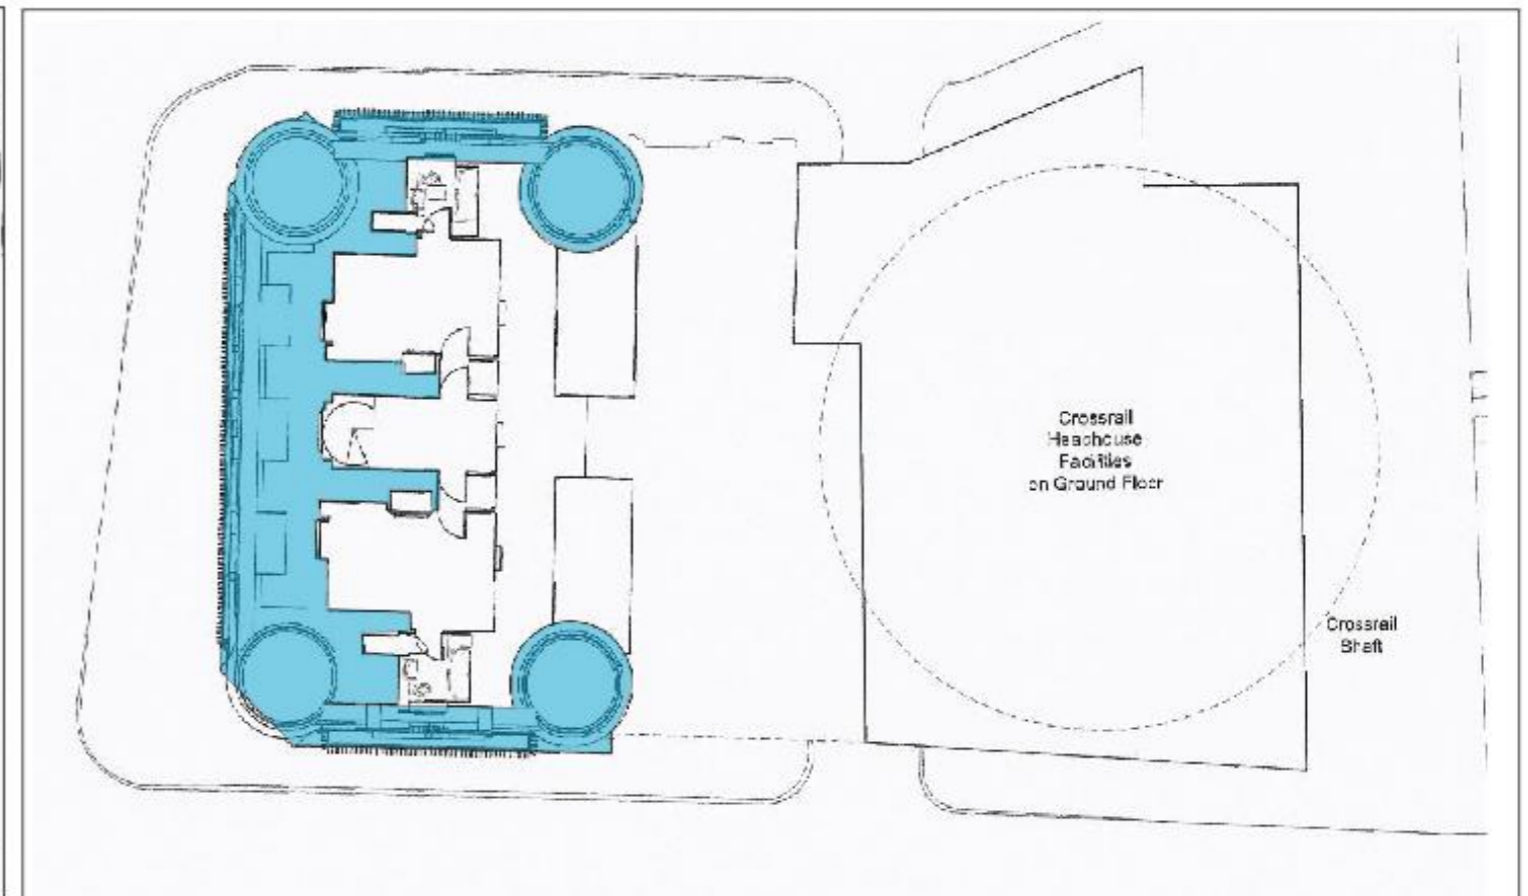 Crossrail
Headhouse
Facilities
on Ground Floor
Crossrail
Shaft